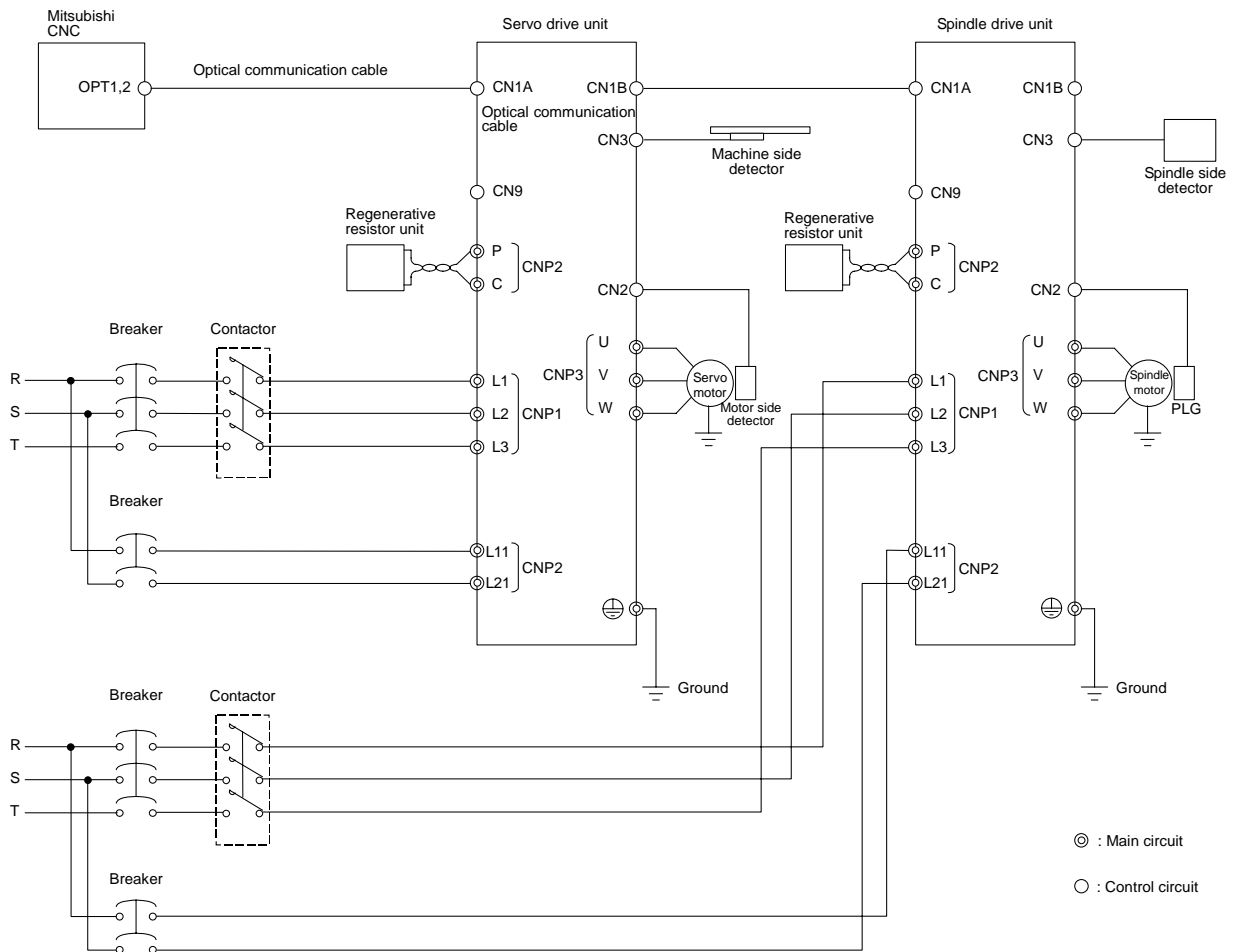 Mitsubishi
CNC
OPT1,2
Optical communication cable
Servo drive unit
CN1A
CN1B
Optical communication
cable
CN3
Machine side
detector
CN9
Regenerative
resistor unit
P
C
CNP2
CN2
Breaker
Contactor
R
S
T
L1
L2
L3
CNP1
CNP3
U
V
W
Servo
motor
Motor side
detector
Breaker
L11
L21
CNP2
Ground
Spindle drive unit
CN1A
CN1B
CN3
Spindle side
detector
CN9
Regenerative
resistor unit
P
C
CNP2
CN2
L1
L2
L3
CNP1
CNP3
U
V
W
Spindle
motor
PLG
L11
L21
CNP2
Ground
Breaker
Contactor
R
S
T
Breaker
: Main circuit
: Control circuit